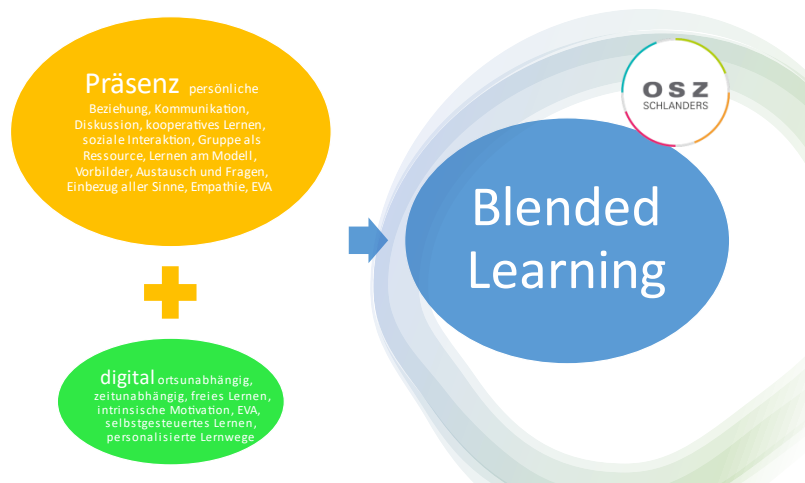 Präsenz persönliche
Beziehung, Kommunikation,
Diskussion, kooperatives Lernen,
soziale Interaktion, Gruppe als
Ressource, Lernen am Modell,
Vorbilder, Austausch und Fragen,
Einbezug aller Sinne, Empathie, EVA
digital ortsunabhängig,
zeitunabhängig, freies Lernen,
intrinsische Motivation, EVA,
selbstgesteuertes Lernen,
personalisierte Lernwege
OSZ
SCHLANDERS
Blended
Learning